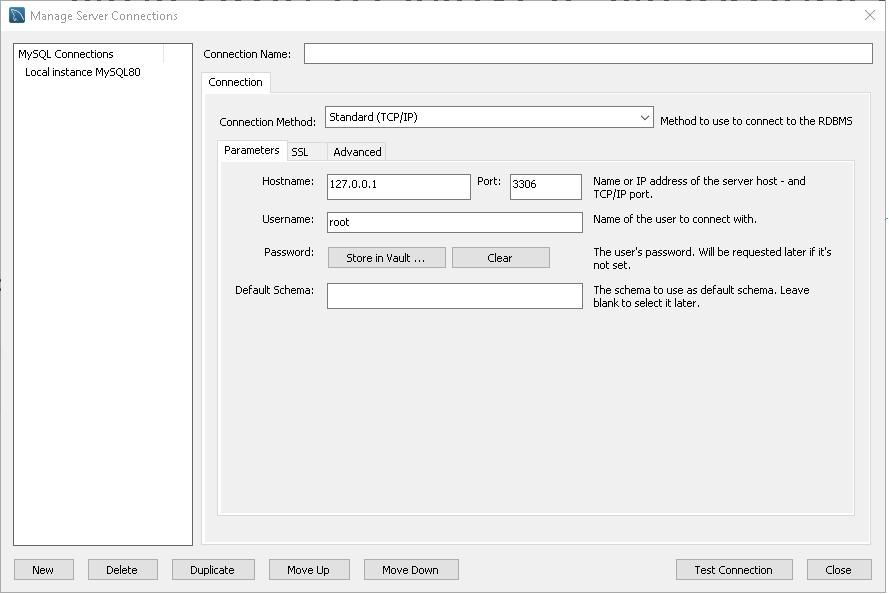 Manage Server Connections
MySQL Connections
Local instance MySQL80
Connection Name:
Connection
Connection Method: Standard (TCP/IP) Method to use to connect to the RDBMS
Parameters SSL Advanced
Hostname: 127.0.0.1 Port: 3306 Name or IP address of the server host - and
TCP/IP port.
Username: root Name of the user to connect with.
Password: Store in Vault ... Clear The user's password. Will be requested later if it's
not set.
Default Schema: The schema to use as default schema. Leave
blank to select it later.
New Delete Duplicate Move Up Move Down Test Connection Close